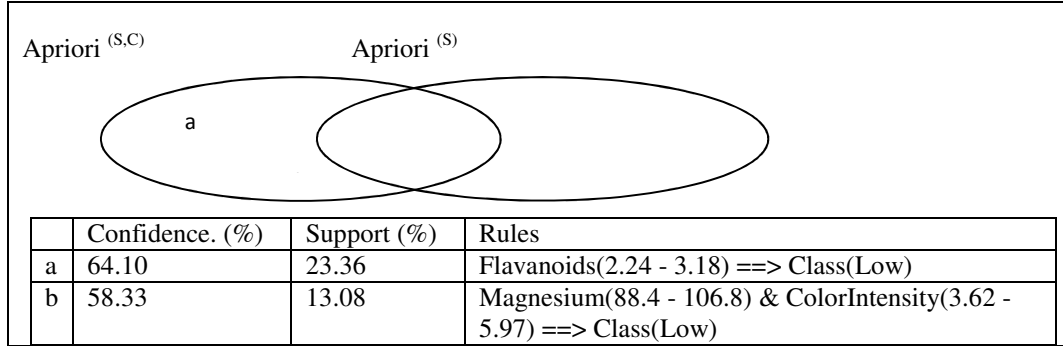 Apriori (S,C) Apriori (S)
a
Confidence. (%) Support (%) Rules
a 64.10 23.36 Flavanoids(2.24 - 3.18) ==> Class(Low)
b 58.33 13.08 Magnesium(88.4 - 106.8) & ColorIntensity(3.62 -
5.97) ==> Class(Low)